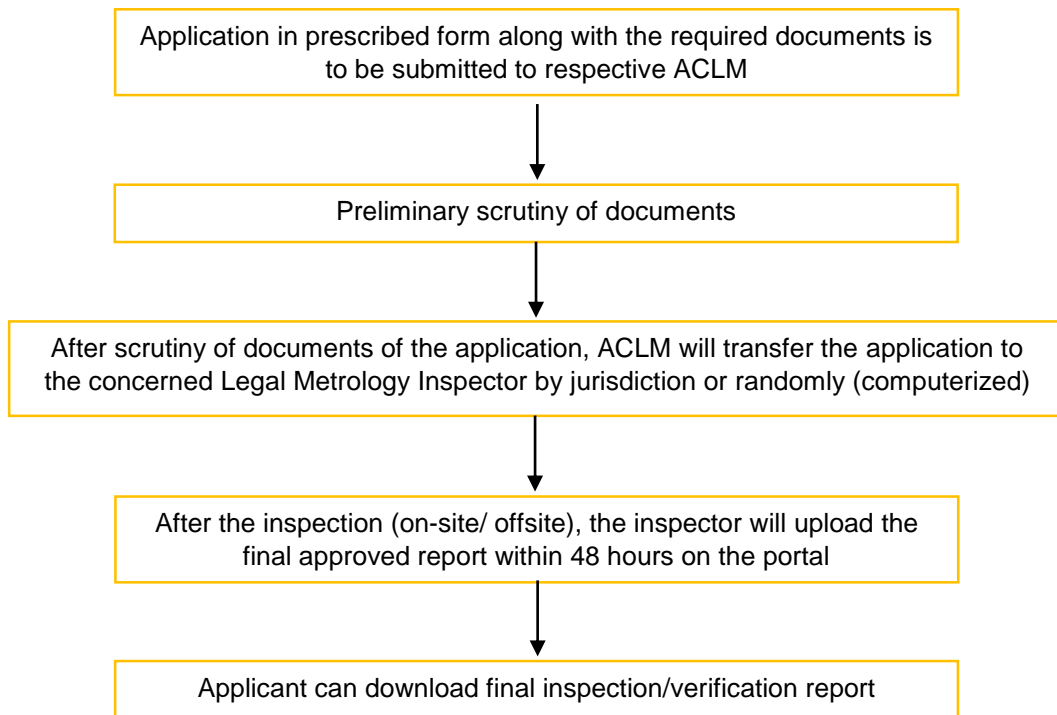 Application in prescribed form along with the required documents is
to be submitted to respective ACLM
Preliminary scrutiny of documents
After scrutiny of documents of the application, ACLM will transfer the application to
the concerned Legal Metrology Inspector by jurisdiction or randomly (computerized)
After the inspection (on-site/ offsite), the inspector will upload the
final approved report within 48 hours on the portal
Applicant can download final inspection/verification report